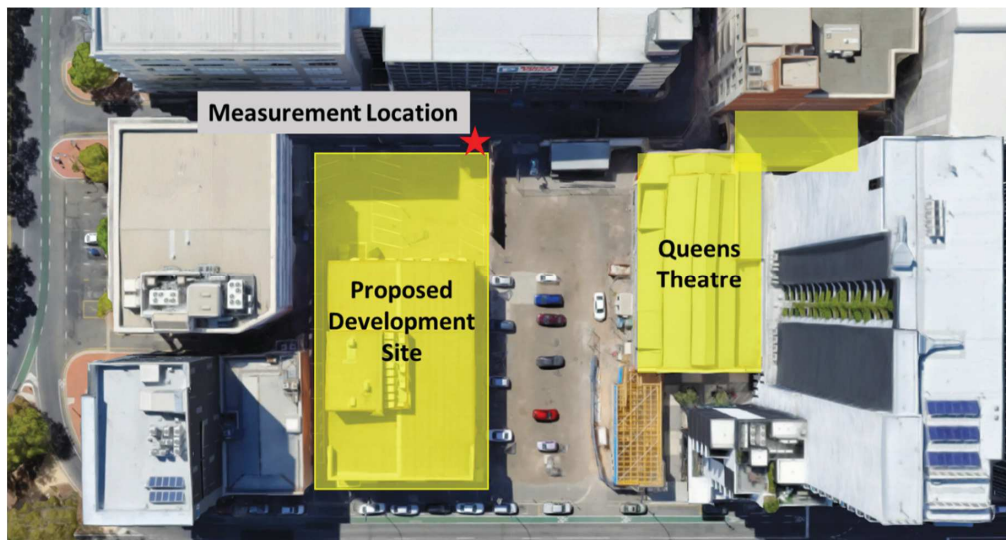 Measurement Location
Queens
Theatre
Proposed
Development
Site